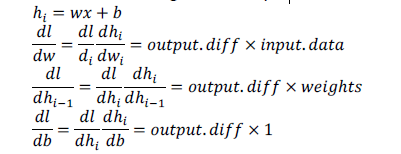 h_i = wx + b
dl/dw = dl/d_i dh_i/dw_i = output.diff × input.data
dl/dh_{i−1} = dl/dh_i dh_i/dh_{i−1} = output.diff × weights
dl/db = dl/dh_i dh_i/db = output.diff × 1